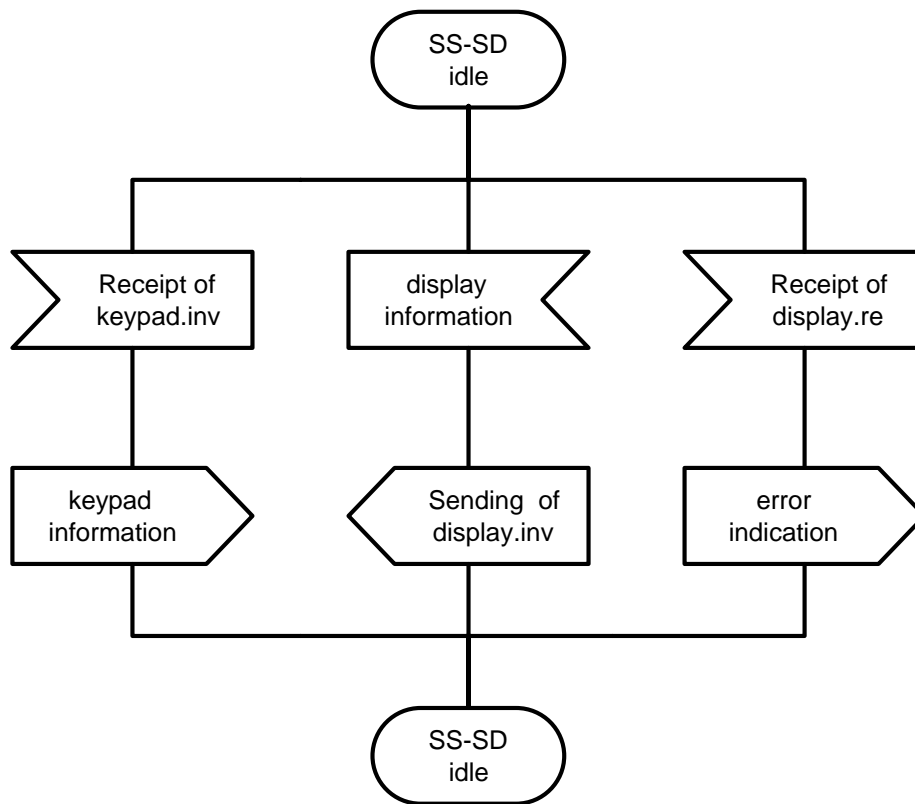 SS-SD
idle
Receipt of
keypad.inv
display
information
Receipt of
display.re
keypad
information
Sending of
display.inv
error
indication
SS-SD
idle